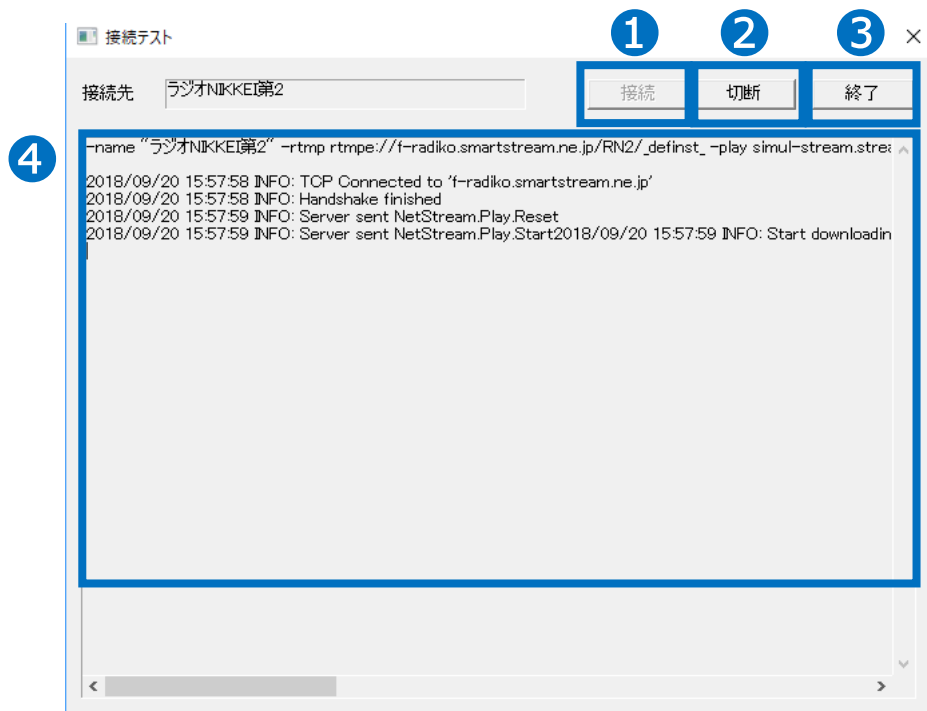 接続テスト
1 2 3
接続先 ラジオNIKKEI第2 接続 切断 終了
4
-name "ラジオNIKKEI第2" -rtmp rtmpe://f-radiko.smartstream.ne.jp/RN2/_definst_ -play simul-stream.strea
2018/09/20 15:57:58 INFO: TCP Connected to 'f-radiko.smartstream.ne.jp'
2018/09/20 15:57:58 INFO: Handshake finished
2018/09/20 15:57:59 INFO: Server sent NetStream.Play.Reset
2018/09/20 15:57:59 INFO: Server sent NetStream.Play.Start2018/09/20 15:57:59 INFO: Start downloadin